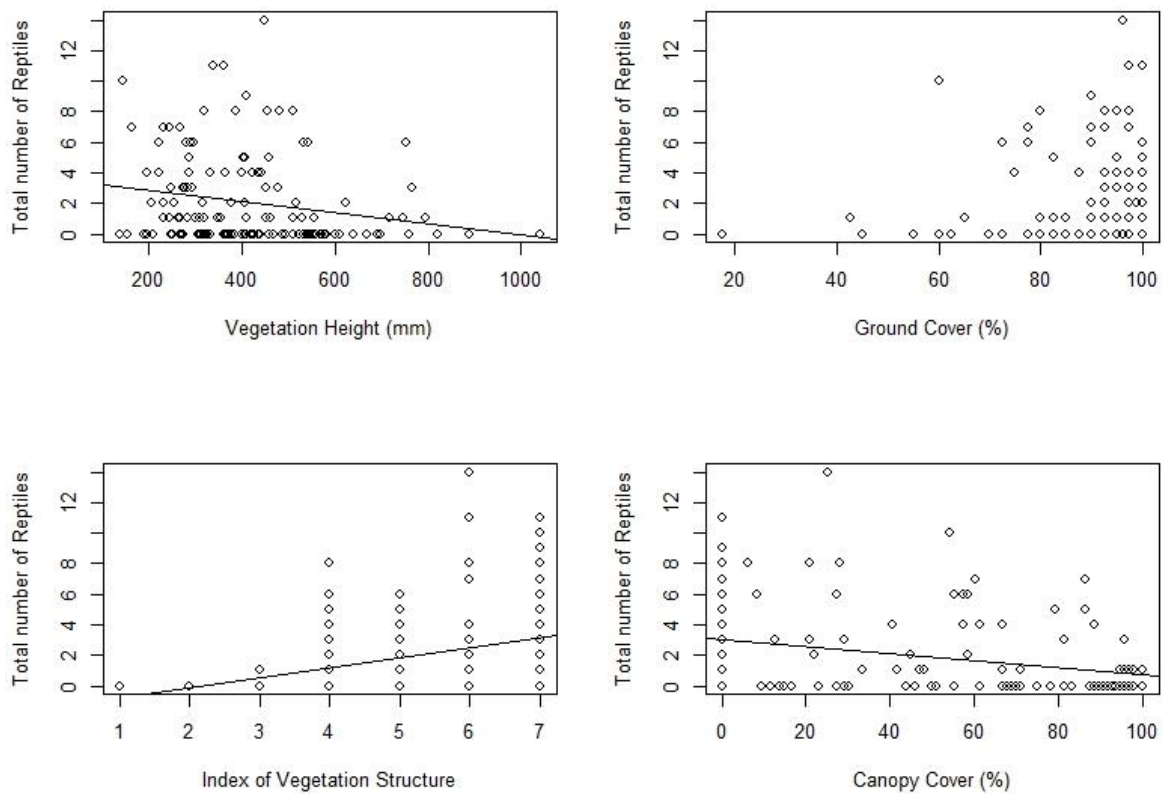 Total number of Reptiles
12
8
6
4
2
0
200 400 600 800 1000
Vegetation Height (mm)
Total number of Reptiles
12
8
6
4
2
0
20 40 60 80 100
Ground Cover (%)
Total number of Reptiles
12
8
6
4
2
0
1 2 3 4 5 6 7
Index of Vegetation Structure
Total number of Reptiles
12
8
6
4
2
0
0 20 40 60 80 100
Canopy Cover (%)